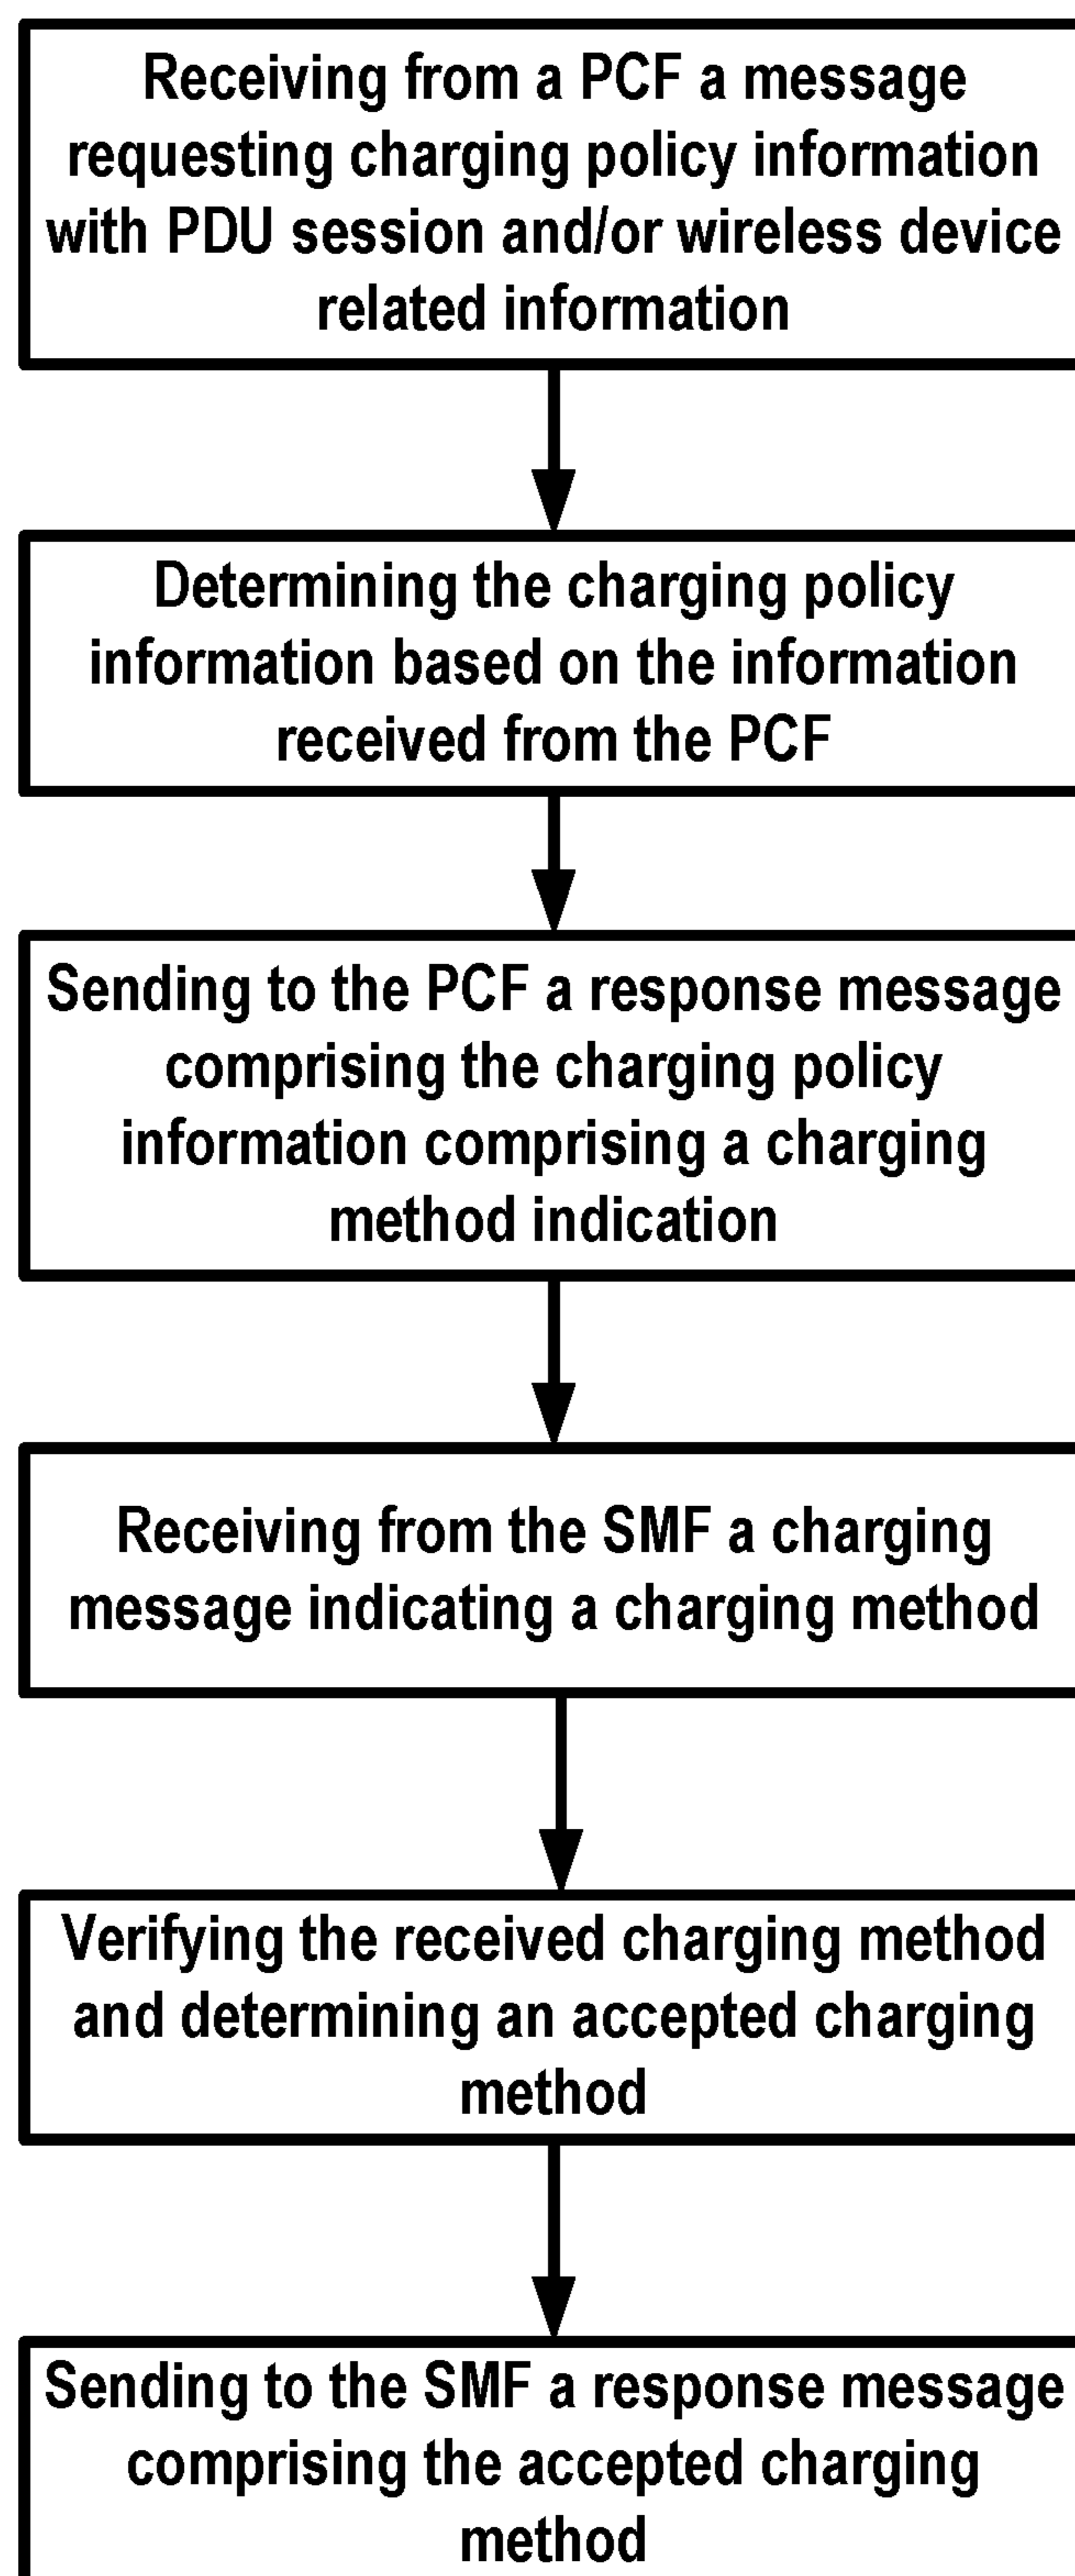 Receiving from a PCF a message
requesting charging policy information
with PDU session and/or wireless device
related information
Determining the charging policy
information based on the information
received from the PCF
Sending to the PCF a response message
comprising the charging policy
information comprising a charging
method indication
Receiving from the SMF a charging
message indicating a charging method
Verifying the received charging method
and determining an accepted charging
method
Sending to the SMF a response message
comprising the accepted charging
method